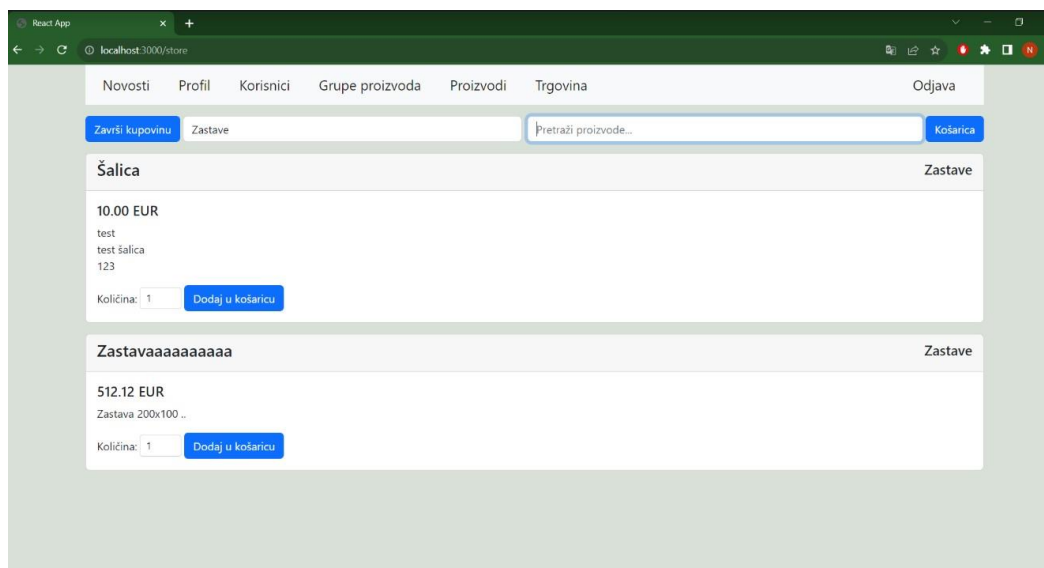 React App
localhost:3000/store
N
Novosti Profil Korisnici Grupe proizvoda Proizvodi Trgovina Odjava
Završi kupovinu Zastave Pretraži proizvode... Košarica
Šalica Zastave
10.00 EUR
test
test šalica
123
Količina: 1 Dodaj u košaricu
Zastavaaaaaaaaaa Zastave
512.12 EUR
Zastava 200x100 ..
Količina: 1 Dodaj u košaricu